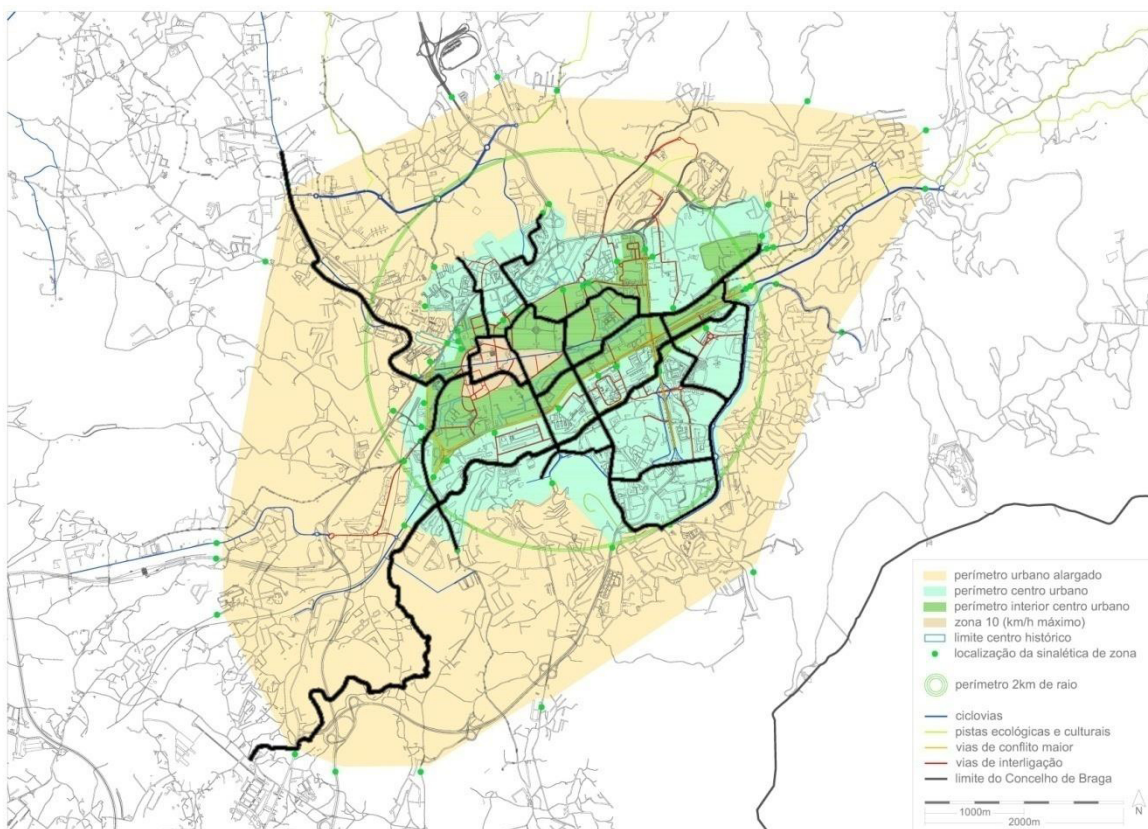 perímetro urbano alargado
perímetro centro urbano
perímetro interior centro urbano
zona 10 (km/h máximo)
limite centro histórico
localização da sinalética de zona
perímetro 2km de raio
ciclovias
pistas ecológicas e culturais
vias de conflito maior
vias de interligação
limite do Concelho de Braga
1000m
2000m
N